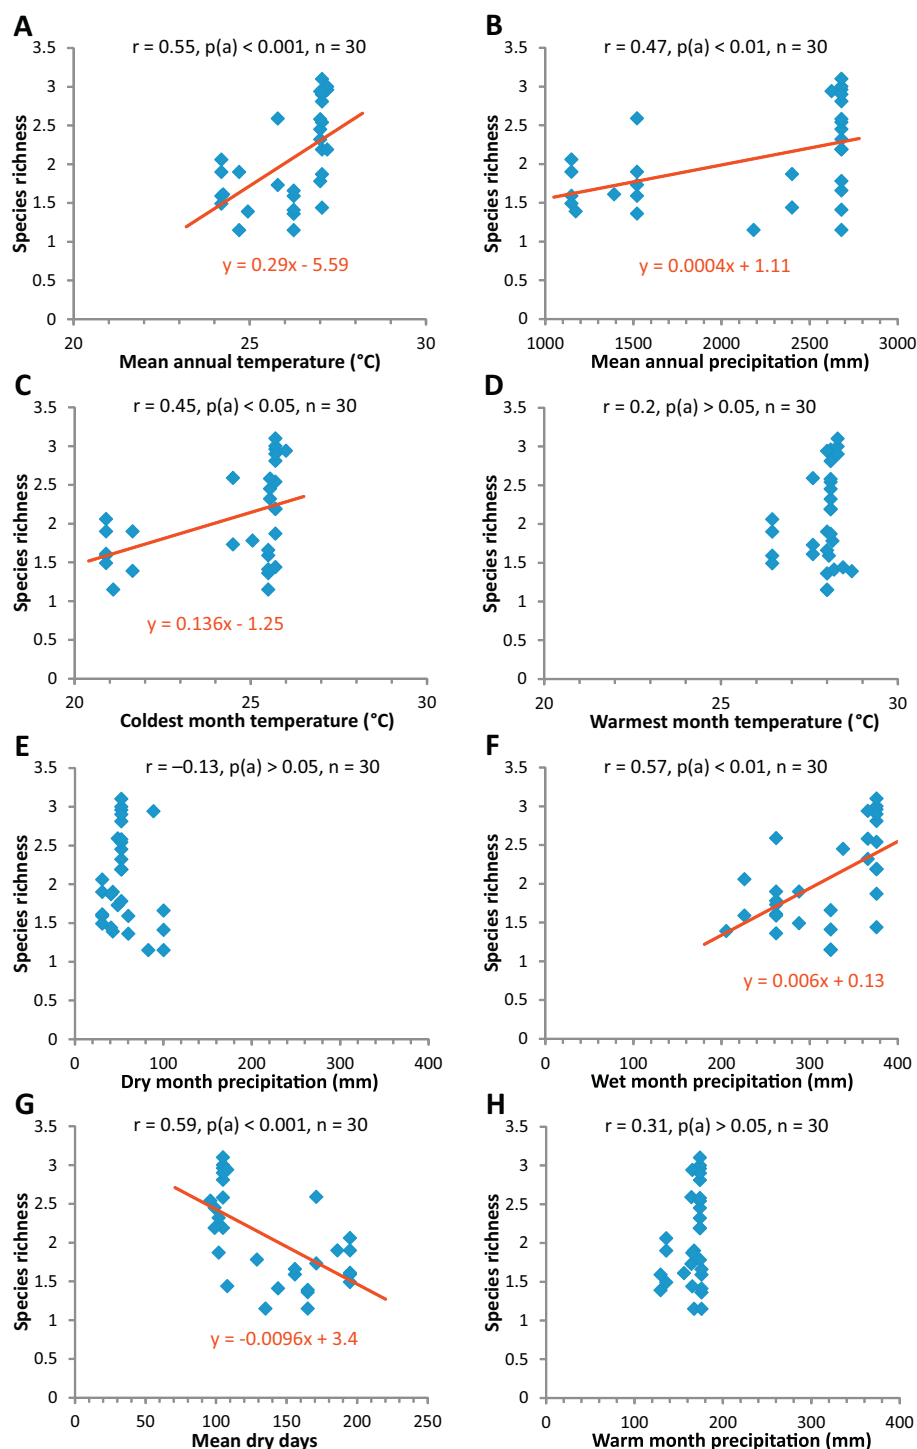 A
r = 0.55, p(a) < 0.001, n = 30
Species richness
3.5
3
2.5
2
1.5
1
0.5
0
y = 0.29x - 5.59
20
25
30
Mean annual temperature (°C)
B
r = 0.47, p(a) < 0.01, n = 30
Species richness
3.5
3
2.5
2
1.5
1
0.5
0
y = 0.0004x + 1.11
1000
1500
2000
2500
3000
Mean annual precipitation (mm)
C
r = 0.45, p(a) < 0.05, n = 30
Species richness
3.5
3
2.5
2
1.5
1
0.5
0
y = 0.136x - 1.25
20
25
30
Coldest month temperature (°C)
D
r = 0.2, p(a) > 0.05, n = 30
Species richness
3.5
3
2.5
2
1.5
1
0.5
0
20
25
30
Warmest month temperature (°C)
E
r = –0.13, p(a) > 0.05, n = 30
Species richness
3.5
3
2.5
2
1.5
1
0.5
0
0
100
200
300
400
Dry month precipitation (mm)
F
r = 0.57, p(a) < 0.01, n = 30
Species richness
3.5
3
2.5
2
1.5
1
0.5
0
y = 0.006x + 0.13
0
100
200
300
400
Wet month precipitation (mm)
G
r = 0.59, p(a) < 0.001, n = 30
Species richness
3.5
3
2.5
2
1.5
1
0.5
0
y = -0.0096x + 3.4
0
50
100
150
200
250
Mean dry days
H
r = 0.31, p(a) > 0.05, n = 30
Species richness
3.5
3
2.5
2
1.5
1
0.5
0
0
100
200
300
400
Warm month precipitation (mm)